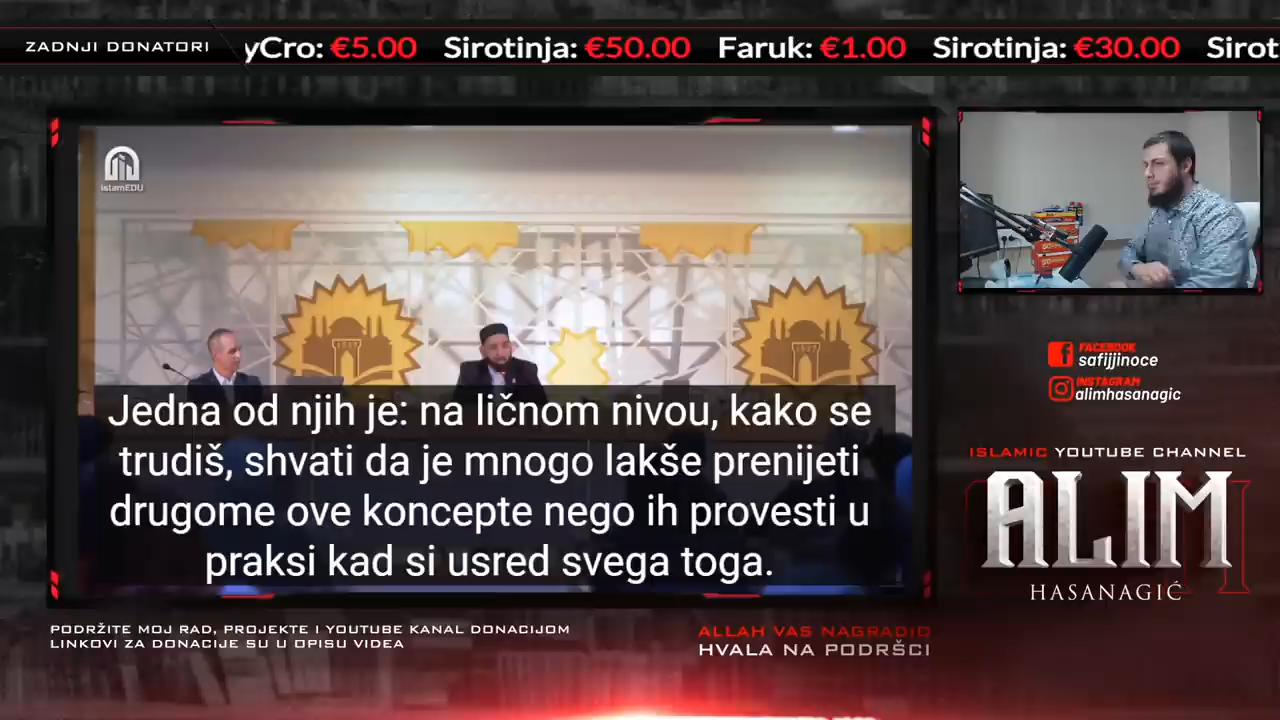 ZADNJI DONATORI
yCro: €5.00 Sirotinja: €50.00 Faruk: €1.00 Sirotinja: €30.00 Sirot
islamEDU
Jedna od njih je: na ličnom nivou, kako se
trudiš, shvati da je mnogo lakše prenijeti
drugome ove koncepte nego ih provesti u
praksi kad si usred svega toga.
FACEBOOK
safijjinoce
INSTAGRAM
alimhasanagic
ISLAMIC YOUTUBE CHANNEL
ALIM
HASANAGIĆ
PODRŽITE MOJ RAD, PROJEKTE I YOUTUBE KANAL DONACIJOM
LINKOVI ZA DONACIJE SU U OPISU VIDEA
ALLAH VAS NAGRADIO
HVALA NA PODRŠCI